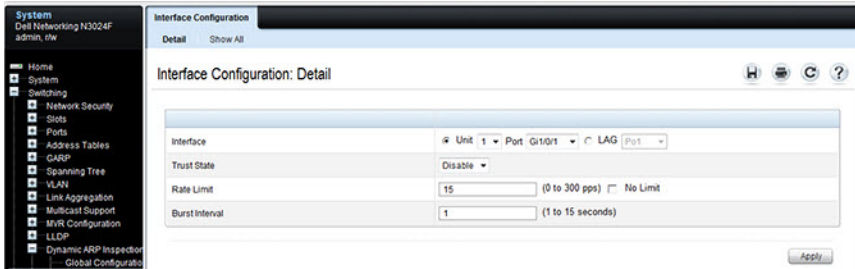 System
Dell Networking N3024F
admin, r/w
Home
System
Switching
Network Security
Slots
Ports
Address Tables
GARP
Spanning Tree
VLAN
Link Aggregation
Multicast Support
MVR Configuration
LLDP
Dynamic ARP Inspection
Global Configuratio
Interface Configuration
Detail Show All
Interface Configuration: Detail
Interface Unit 1 Port Gi1/0/1 LAG Po1
Trust State Disable
Rate Limit 15 (0 to 300 pps) No Limit
Burst Interval 1 (1 to 15 seconds)
Apply